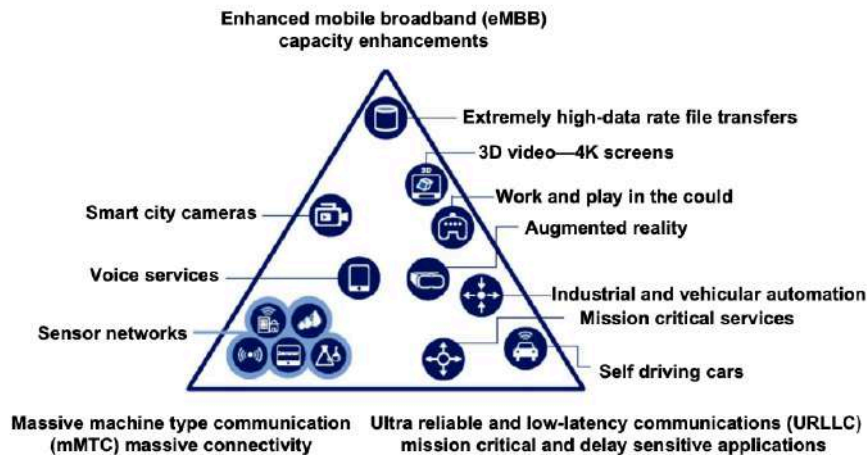 Enhanced mobile broadband (eMBB)
capacity enhancements
Extremely high-data rate file transfers
3D video—4K screens
3D
Work and play in the could
Smart city cameras
Augmented reality
Voice services
Industrial and vehicular automation
Mission critical services
Sensor networks
Self driving cars
Massive machine type communication
(mMTC) massive connectivity
Ultra reliable and low-latency communications (URLLC)
mission critical and delay sensitive applications